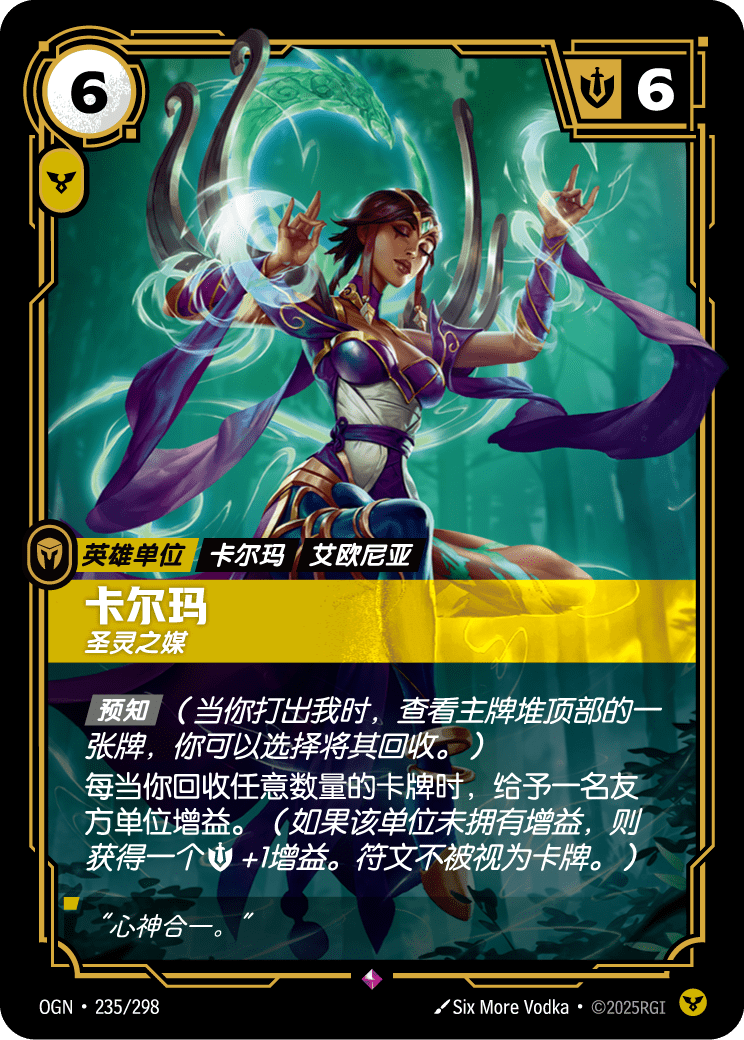 6
6
英雄单位 卡尔玛 艾欧尼亚
卡尔玛
圣灵之媒
预知（当你打出我时，查看主牌堆顶部的一
张牌，你可以选择将其回收。）
每当你回收任意数量的卡牌时，给予一名友
方单位增益。（如果该单位未拥有增益，则
获得一个 +1增益。符文不被视为卡牌。）
“心神合一。”
OGN • 235/298
Six More Vodka • ©2025RGI